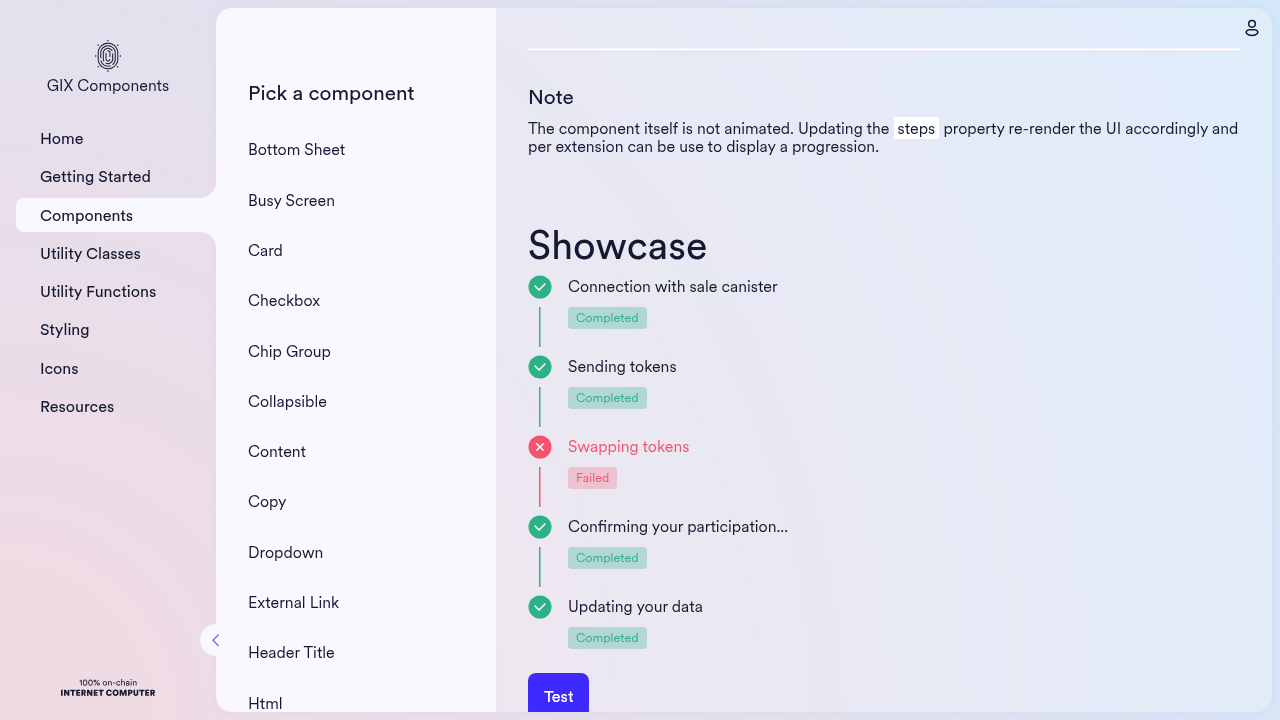 GIX Components
Home
Getting Started
Components
Utility Classes
Utility Functions
Styling
Icons
Resources
100% on-chain
INTERNET COMPUTER
Pick a component
Bottom Sheet
Busy Screen
Card
Checkbox
Chip Group
Collapsible
Content
Copy
Dropdown
External Link
Header Title
Html
Note
The component itself is not animated. Updating the steps property re-render the UI accordingly and
per extension can be use to display a progression.
Showcase
Connection with sale canister
Completed
Sending tokens
Completed
Swapping tokens
Failed
Confirming your participation...
Completed
Updating your data
Completed
Test